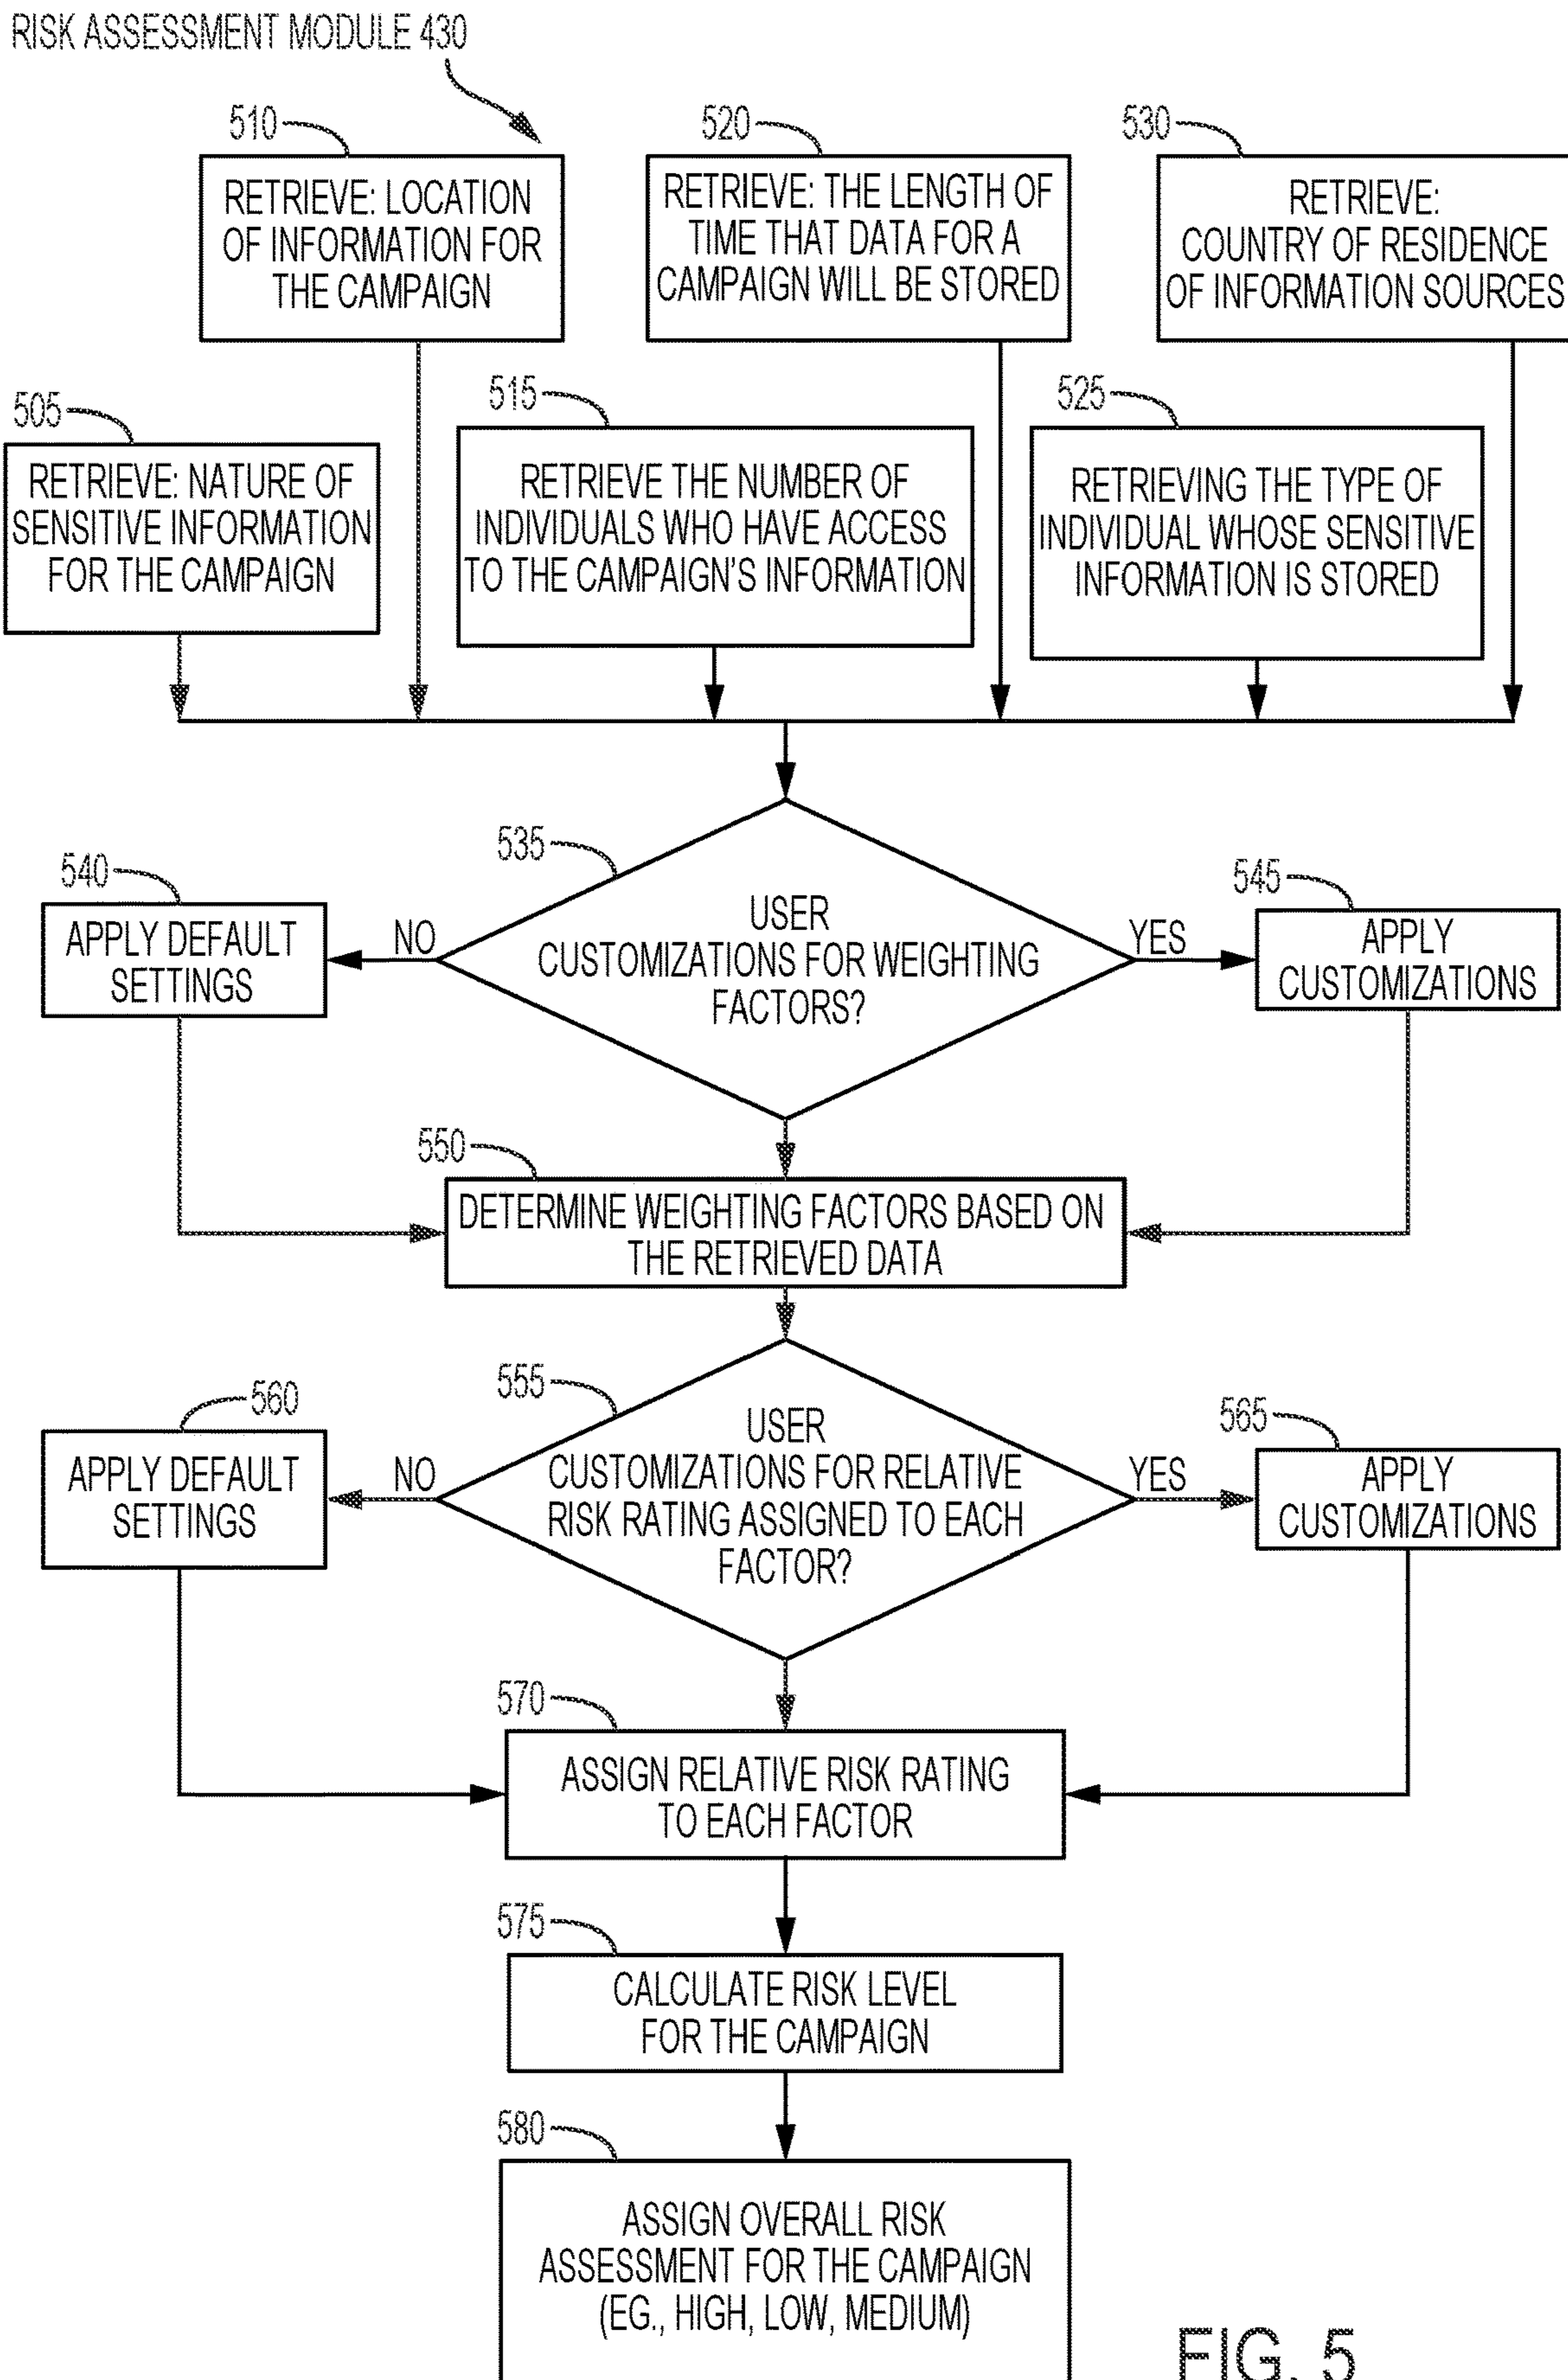 RISK ASSESSMENT MODULE 430
510
RETRIEVE: LOCATION
OF INFORMATION FOR
THE CAMPAIGN
520
RETRIEVE: THE LENGTH OF
TIME THAT DATA FOR A
CAMPAIGN WILL BE STORED
530
RETRIEVE:
COUNTRY OF RESIDENCE
OF INFORMATION SOURCES
505
RETRIEVE: NATURE OF
SENSITIVE INFORMATION
FOR THE CAMPAIGN
515
RETRIEVE THE NUMBER OF
INDIVIDUALS WHO HAVE ACCESS
TO THE CAMPAIGN'S INFORMATION
525
RETRIEVING THE TYPE OF
INDIVIDUAL WHOSE SENSITIVE
INFORMATION IS STORED
535
USER
CUSTOMIZATIONS FOR WEIGHTING
FACTORS?
NO
YES
540
APPLY DEFAULT
SETTINGS
545
APPLY
CUSTOMIZATIONS
550
DETERMINE WEIGHTING FACTORS BASED ON
THE RETRIEVED DATA
555
USER
CUSTOMIZATIONS FOR RELATIVE
RISK RATING ASSIGNED TO EACH
FACTOR?
NO
YES
560
APPLY DEFAULT
SETTINGS
565
APPLY
CUSTOMIZATIONS
570
ASSIGN RELATIVE RISK RATING
TO EACH FACTOR
575
CALCULATE RISK LEVEL
FOR THE CAMPAIGN
580
ASSIGN OVERALL RISK
ASSESSMENT FOR THE CAMPAIGN
(EG., HIGH, LOW, MEDIUM)
FIG. 5